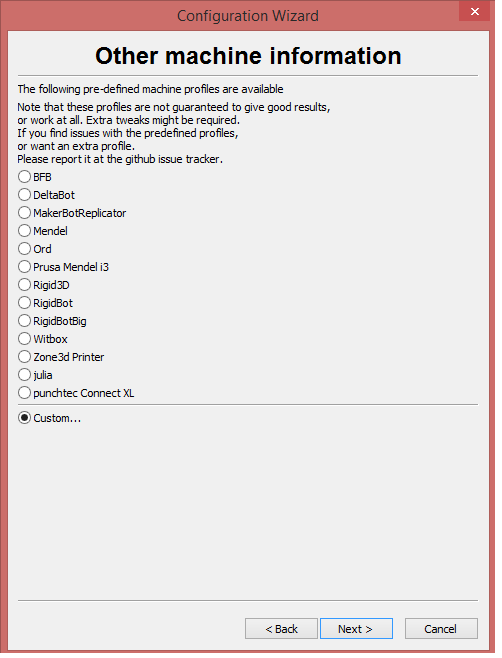 Configuration Wizard
Other machine information
The following pre-defined machine profiles are available
Note that these profiles are not guaranteed to give good results,
or work at all. Extra tweaks might be required.
If you find issues with the predefined profiles,
or want an extra profile.
Please report it at the github issue tracker.
BFB
DeltaBot
MakerBotReplicator
Mendel
Ord
Prusa Mendel i3
Rigid3D
RigidBot
RigidBotBig
Witbox
Zone3d Printer
julia
punchtec Connect XL
Custom...
< Back Next > Cancel